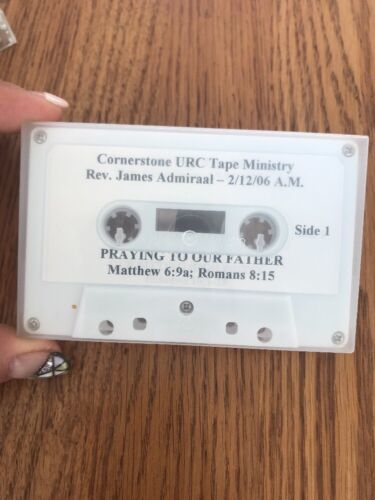 Cornerstone URC Tape Ministry
Rev. James Admiraal – 2/12/06 A.M.
Side 1
PRAYING TO OUR FATHER
Matthew 6:9a; Romans 8:15